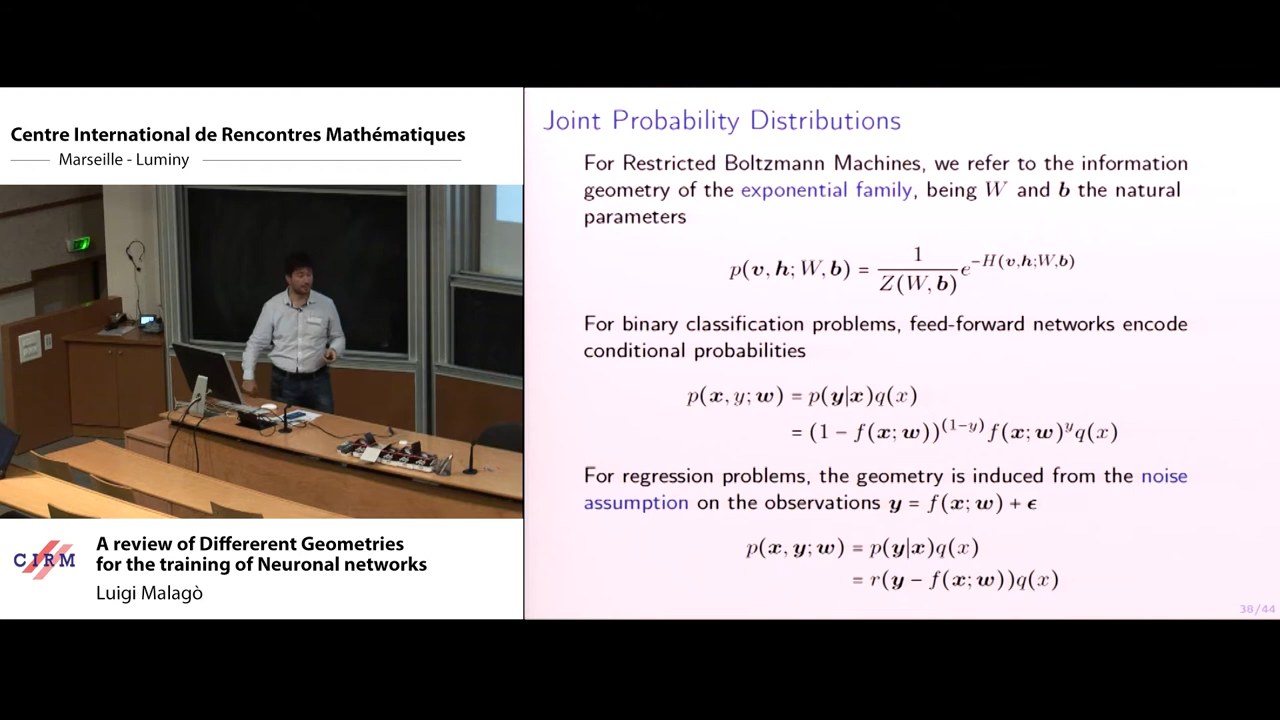 Centre International de Rencontres Mathématiques
Marseille - Luminy
CIRM
A review of Differerent Geometries
for the training of Neuronal networks
Luigi Malagò
Joint Probability Distributions
For Restricted Boltzmann Machines, we refer to the information
geometry of the exponential family, being W and b the natural
parameters
p(v, h; W, b) = 1/Z(W, b) e^{−H(v,h;W,b)}
For binary classification problems, feed-forward networks encode
conditional probabilities
p(x, y; w) = p(y|x)q(x)
= (1 − f(x; w))^{(1−y)} f(x; w)^y q(x)
For regression problems, the geometry is induced from the noise
assumption on the observations y = f(x; w) + ϵ
p(x, y; w) = p(y|x)q(x)
= r(y − f(x; w))q(x)
38/44